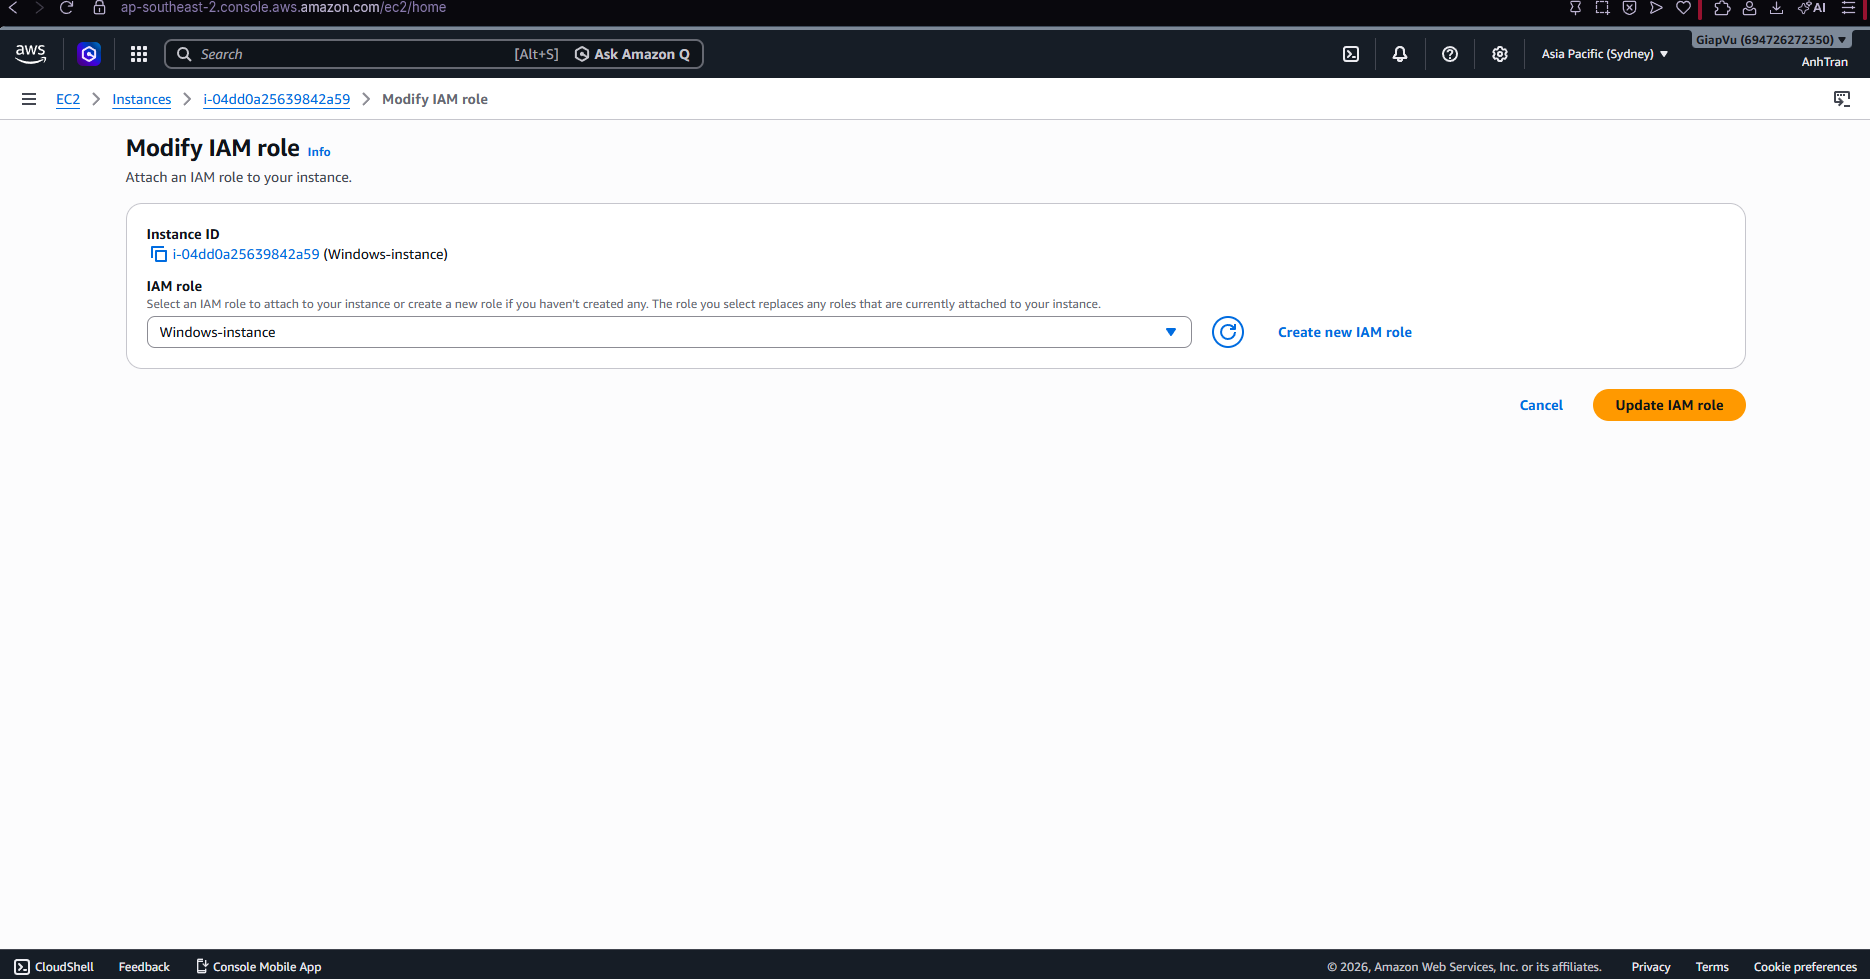 ap-southeast-2.console.aws.amazon.com/ec2/home
AI
aws
Search [Alt+S] Ask Amazon Q
Asia Pacific (Sydney)
GiapVu (694726272350)
AnhTran
EC2 > Instances > i-04dd0a25639842a59 > Modify IAM role
Modify IAM role Info
Attach an IAM role to your instance.
Instance ID
i-04dd0a25639842a59 (Windows-instance)
IAM role
Select an IAM role to attach to your instance or create a new role if you haven't created any. The role you select replaces any roles that are currently attached to your instance.
Windows-instance
Create new IAM role
Cancel Update IAM role
CloudShell Feedback Console Mobile App © 2026, Amazon Web Services, Inc. or its affiliates. Privacy Terms Cookie preferences